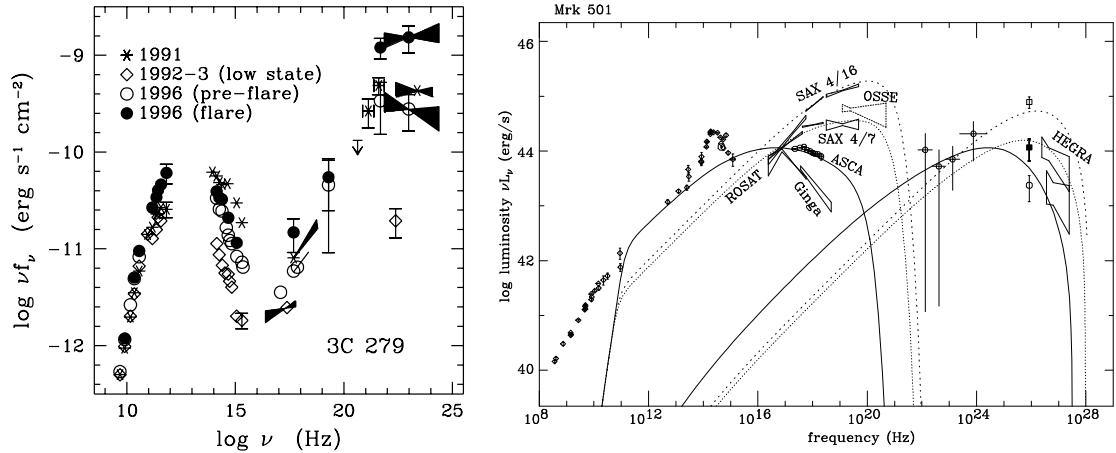 log νf_ν (erg s⁻¹ cm⁻²)
-9
-10
-11
-12
1991
1992-3 (low state)
1996 (pre-flare)
1996 (flare)
3C 279
10 15 20 25
log ν (Hz)
Mrk 501
log luminosity νL_ν (erg/s)
46
44
42
40
SAX 4/16
OSSE
SAX 4/7
ROSAT
ASCA
Ginga
HEGRA
10⁸ 10¹² 10¹⁶ 10²⁰ 10²⁴ 10²⁸
frequency (Hz)